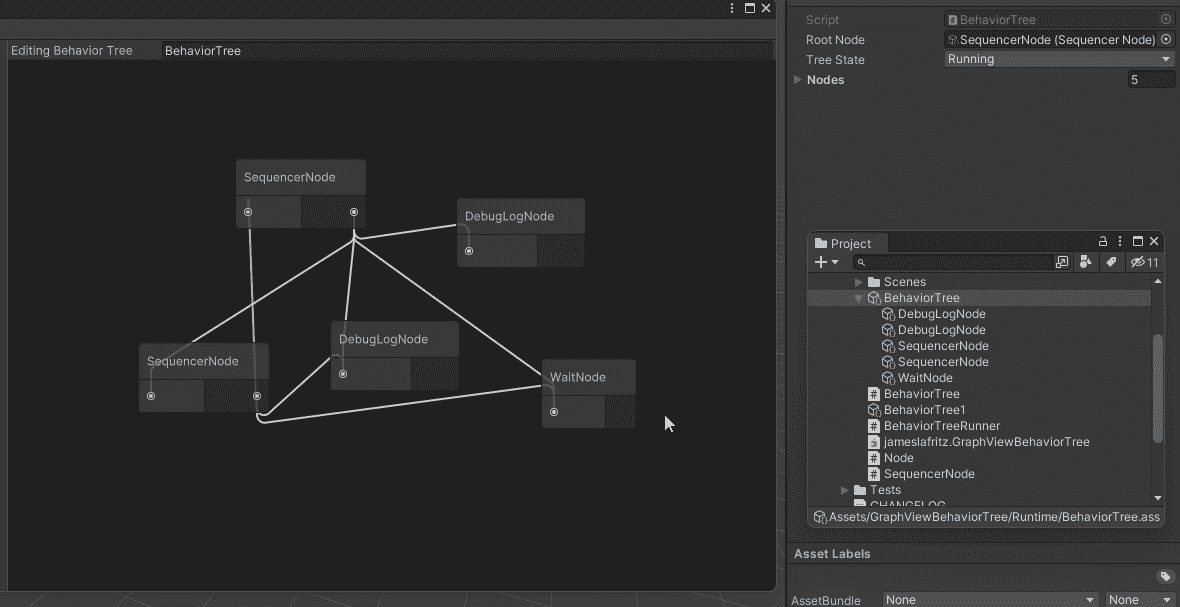 Editing Behavior Tree BehaviorTree
SequencerNode
DebugLogNode
DebugLogNode
SequencerNode
WaitNode
Script BehaviorTree
Root Node SequencerNode (Sequencer Node)
Tree State Running
Nodes 5
Project
11
Scenes
BehaviorTree
DebugLogNode
DebugLogNode
SequencerNode
SequencerNode
WaitNode
BehaviorTree
BehaviorTree1
BehaviorTreeRunner
jameslafritz.GraphViewBehaviorTree
Node
SequencerNode
Tests
CHANGELOG
Assets/GraphViewBehaviorTree/Runtime/BehaviorTree.ass
Asset Labels
AssetBundle None None